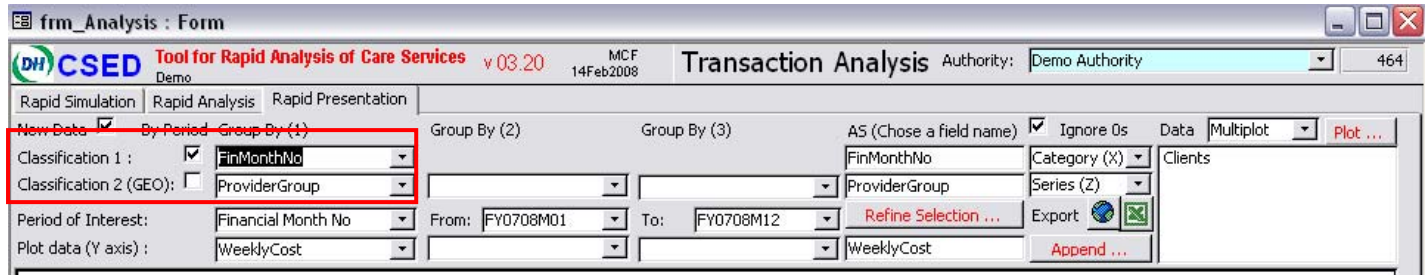 frm_Analysis : Form
DH CSED Tool for Rapid Analysis of Care Services v 03.20 MCF Transaction Analysis Authority: Demo Authority 464
Demo 14Feb2008
Rapid Simulation Rapid Analysis Rapid Presentation
New Data By Period Group By (1) Group By (2) Group By (3) AS (Chose a field name) Ignore 0s Data Multiplot Plot ...
Classification 1 : FinMonthNo FinMonthNo Category (X) Clients
Classification 2 (GEO): ProviderGroup ProviderGroup Series (Z)
Period of Interest: Financial Month No From: FY0708M01 To: FY0708M12 Refine Selection ... Export
Plot data (Y axis) : WeeklyCost WeeklyCost Append ...